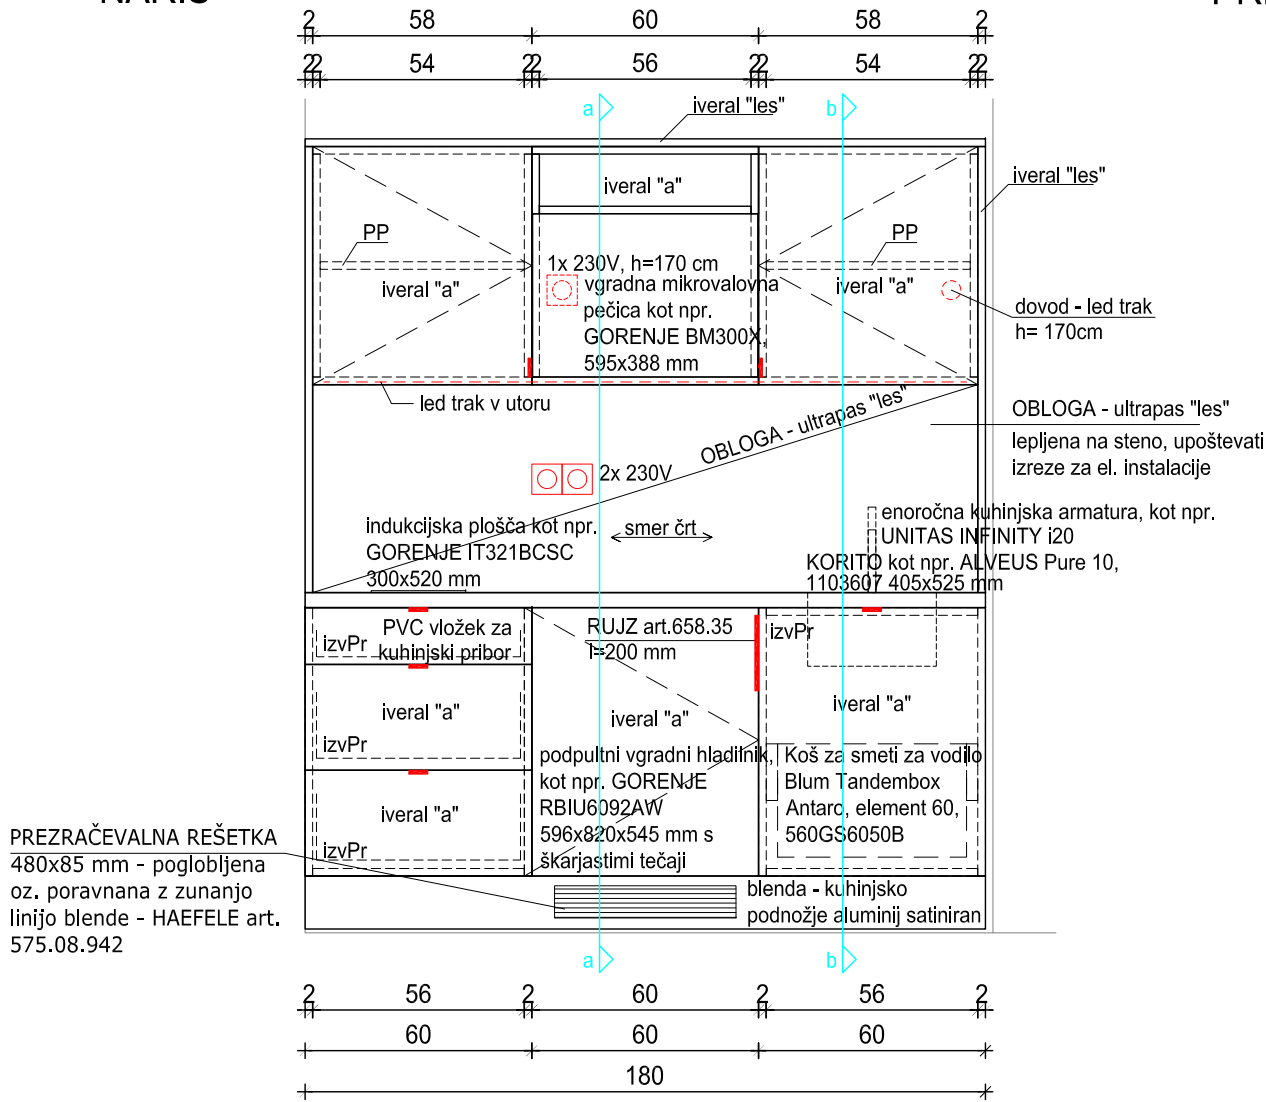 2 58 60 58 2
22 54 22 56 22 54 22
a
b
iveral "les"
iveral "a"
iveral "les"
PP
PP
1x 230V, h=170 cm
vgradna mikrovalovna
pečica kot npr.
GORENJE BM300X,
595x388 mm
iveral "a"
iveral "a"
dovod - led trak
h= 170cm
led trak v utoru
OBLOGA - ultrapas "les"
OBLOGA - ultrapas "les"
lepljena na steno, upoštevati
izreze za el. instalacije
2x 230V
indukcijska plošča kot npr.
GORENJE IT321BCSC
300x520 mm
smer črt
enoročna kuhinjska armatura, kot npr.
UNITAS INFINITY i20
KORITO kot npr. ALVEUS Pure 10,
1103607 405x525 mm
izvPr
PVC vložek za
kuhinjski pribor
RUJZ art.658.35
l=200 mm
izvPr
iveral "a"
izvPr
iveral "a"
iveral "a"
podpultni vgradni hladilnik,
kot npr. GORENJE
RBIU6092AW
596x820x545 mm s
škarjastimi tečaji
Koš za smeti za vodilo
Blum Tandembox
Antaro, element 60,
560GS6050B
iveral "a"
izvPr
PREZRAČEVALNA REŠETKA
480x85 mm - poglobljena
oz. poravnana z zunanjo
linijo blende - HAEFELE art.
575.08.942
blenda - kuhinjsko
podnožje aluminij satiniran
a
b
2 56 2 60 2 56 2
60 60 60
180